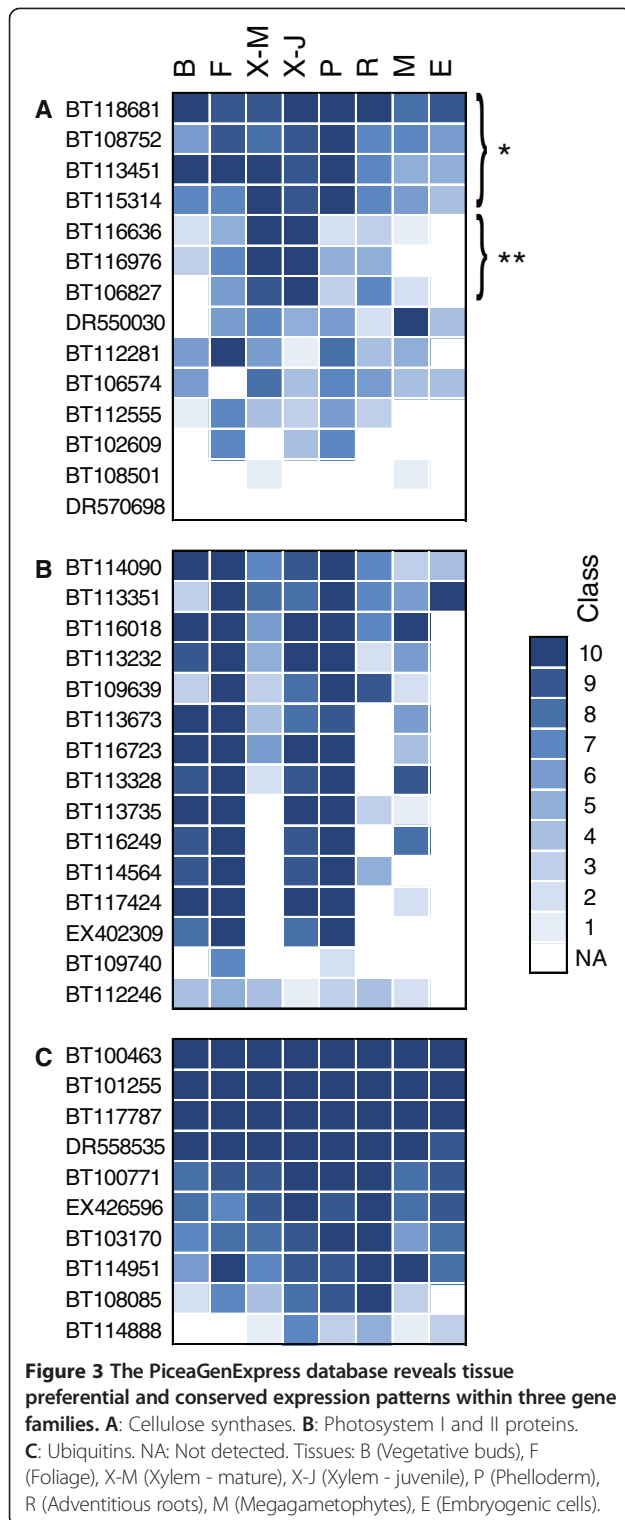 B F X-M X-J P R M E
A BT118681
BT108752
BT113451
BT115314
*
BT116636
BT116976
BT106827
**
DR550030
BT112281
BT106574
BT112555
BT102609
BT108501
DR570698
B BT114090
BT113351
BT116018
BT113232
BT109639
BT113673
BT116723
BT113328
BT113735
BT116249
BT114564
BT117424
EX402309
BT109740
BT112246
Class
10
9
8
7
6
5
4
3
2
1
NA
C BT100463
BT101255
BT117787
DR558535
BT100771
EX426596
BT103170
BT114951
BT108085
BT114888
Figure 3 The PiceaGenExpress database reveals tissue
preferential and conserved expression patterns within three gene
families. A: Cellulose synthases. B: Photosystem I and II proteins.
C: Ubiquitins. NA: Not detected. Tissues: B (Vegetative buds), F
(Foliage), X-M (Xylem - mature), X-J (Xylem - juvenile), P (Phelloderm),
R (Adventitious roots), M (Megagametophytes), E (Embryogenic cells).